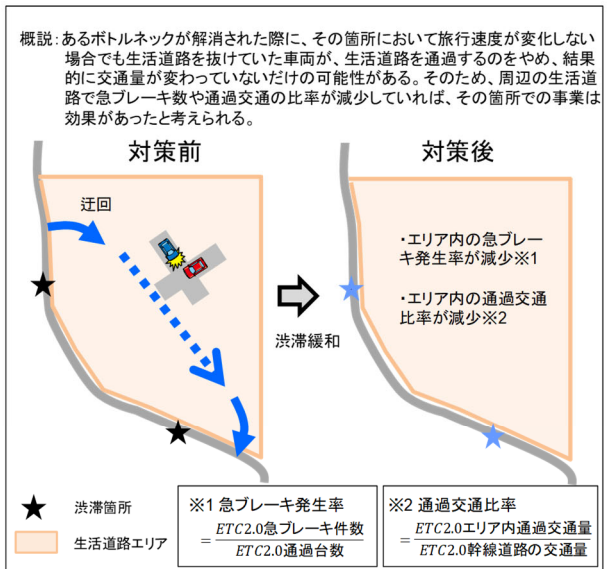 概説：あるボトルネックが解消された際に、その箇所において旅行速度が変化しない
場合でも生活道路を抜けていた車両が、生活道路を通過するのをやめ、結果
的に交通量が変わっていないだけの可能性がある。そのため、周辺の生活道
路で急ブレーキ数や通過交通の比率が減少していれば、その箇所での事業は
効果があったと考えられる。
対策前
対策後
迂回
・エリア内の急ブレー
キ発生率が減少※1
・エリア内の通過交通
比率が減少※2
渋滞緩和
渋滞箇所
生活道路エリア
※1 急ブレーキ発生率
= ETC2.0急ブレーキ件数
ETC2.0通過台数
※2 通過交通比率
= ETC2.0エリア内通過交通量
ETC2.0幹線道路の交通量